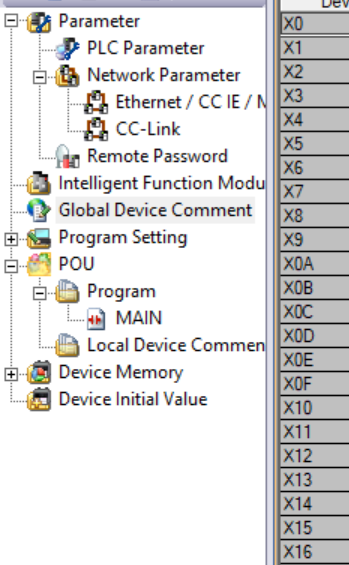 Dev
Parameter
PLC Parameter
Network Parameter
Ethernet / CC IE / M
CC-Link
Remote Password
Intelligent Function Modu
Global Device Comment
Program Setting
POU
Program
MAIN
Local Device Commen
Device Memory
Device Initial Value
X0
X1
X2
X3
X4
X5
X6
X7
X8
X9
X0A
X0B
X0C
X0D
X0E
X0F
X10
X11
X12
X13
X14
X15
X16